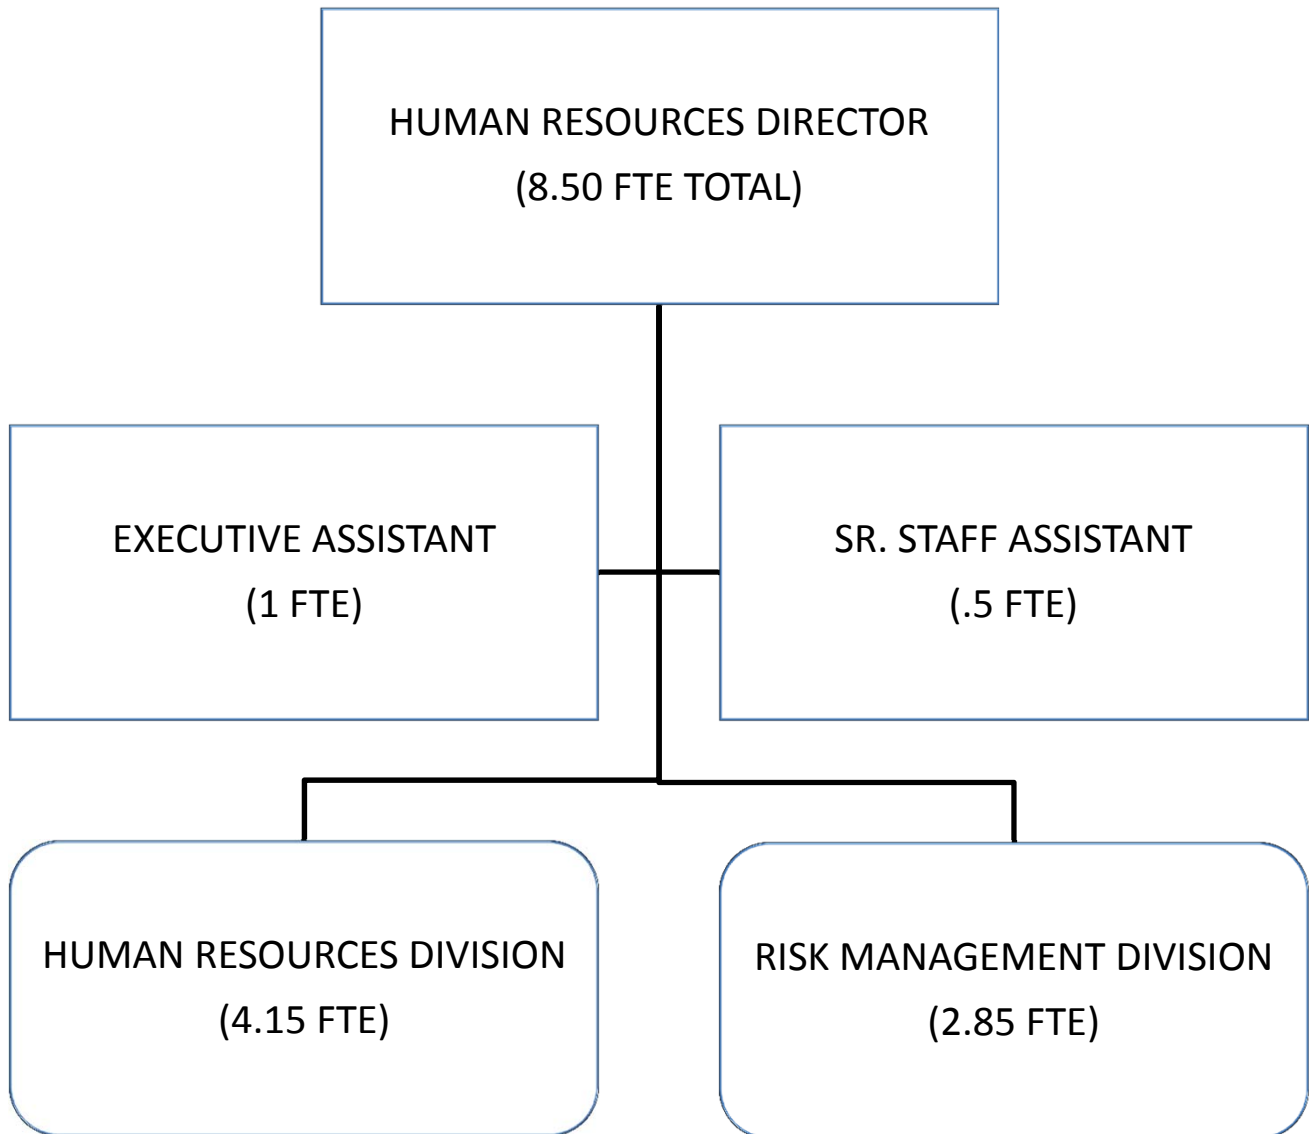 HUMAN RESOURCES DIRECTOR
(8.50 FTE TOTAL)
EXECUTIVE ASSISTANT
(1 FTE)
SR. STAFF ASSISTANT
(.5 FTE)
HUMAN RESOURCES DIVISION
(4.15 FTE)
RISK MANAGEMENT DIVISION
(2.85 FTE)